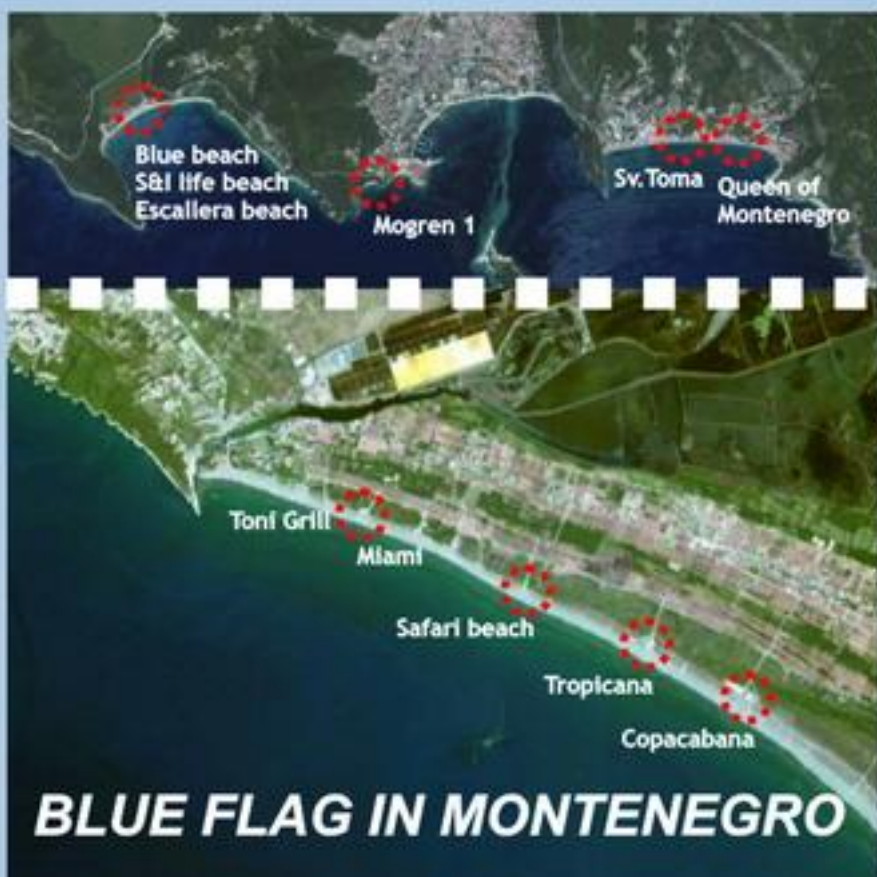 Blue beach
S&I life beach
Escallera beach
Mogren 1
Sv.Toma
Queen of
Montenegro
Toni Grill
Miami
Safari beach
Tropicana
Copacabana
BLUE FLAG IN MONTENEGRO